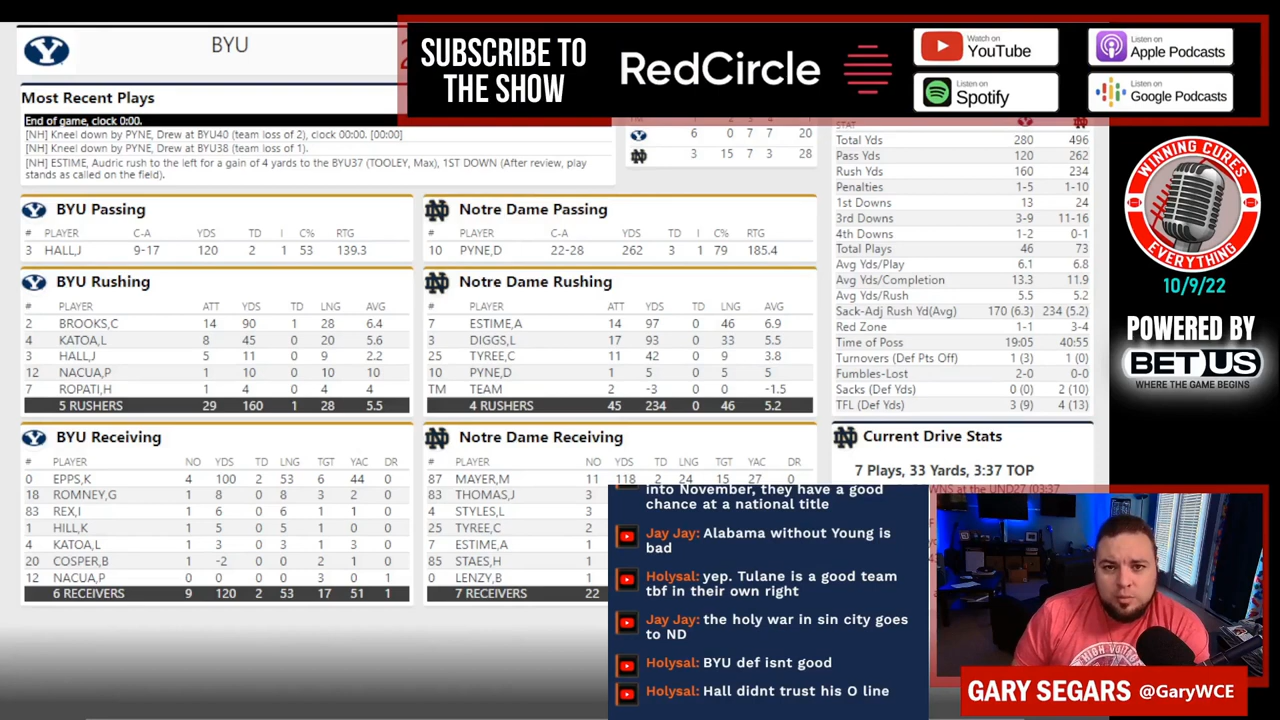 BYU
SUBSCRIBE TO
THE SHOW
RedCircle
Watch on
YouTube
Listen on
Apple Podcasts
Listen on
Spotify
Listen on
Google Podcasts
Most Recent Plays
End of game, clock 0:00.
[NH] Kneel down by PYNE, Drew at BYU40 (team loss of 2), clock 00:00. [00:00]
[NH] Kneel down by PYNE, Drew at BYU38 (team loss of 1).
[NH] ESTIME, Audric rush to the left for a gain of 4 yards to the BYU37 (TOOLEY, Max), 1ST DOWN (After review, play
stands as called on the field).
6 0 7 7 20
3 15 7 3 28
STAT
Total Yds 280 496
Pass Yds 120 262
Rush Yds 160 234
Penalties 1-5 1-10
1st Downs 13 24
3rd Downs 3-9 11-16
4th Downs 1-2 0-1
Total Plays 46 73
Avg Yds/Play 6.1 6.8
Avg Yds/Completion 13.3 11.9
Avg Yds/Rush 5.5 5.2
Sack-Adj Rush Yd(Avg) 170 (6.3) 234 (5.2)
Red Zone 1-1 3-4
Time of Poss 19:05 40:55
Turnovers (Def Pts Off) 1 (3) 1 (0)
Fumbles-Lost 2-0 0-0
Sacks (Def Yds) 0 (0) 2 (10)
TFL (Def Yds) 3 (9) 4 (13)
BYU Passing
# PLAYER C-A YDS TD I C% RTG
3 HALL,J 9-17 120 2 1 53 139.3
Notre Dame Passing
# PLAYER C-A YDS TD I C% RTG
10 PYNE,D 22-28 262 3 1 79 185.4
BYU Rushing
# PLAYER ATT YDS TD LNG AVG
2 BROOKS,C 14 90 1 28 6.4
4 KATOA,L 8 45 0 20 5.6
3 HALL,J 5 11 0 9 2.2
12 NACUA,P 1 10 0 10 10
7 ROPATI,H 1 4 0 4 4
5 RUSHERS 29 160 1 28 5.5
Notre Dame Rushing
# PLAYER ATT YDS TD LNG AVG
7 ESTIME,A 14 97 0 46 6.9
3 DIGGS,L 17 93 0 33 5.5
25 TYREE,C 11 42 0 9 3.8
10 PYNE,D 1 5 0 5 5
TM TEAM 2 -3 0 -1.5
4 RUSHERS 45 234 0 46 5.2
BYU Receiving
# PLAYER NO YDS TD LNG TGT YAC DR
0 EPPS,K 4 100 2 53 6 44 0
18 ROMNEY,G 1 8 0 8 3 2 0
83 REX,I 1 6 0 6 1 1 0
1 HILL,K 1 5 0 5 1 0 0
4 KATOA,L 1 3 0 3 1 3 0
20 COSPER,B 1 -2 0 0 2 1 0
12 NACUA,P 0 0 0 0 3 0 1
6 RECEIVERS 9 120 2 53 17 51 1
Notre Dame Receiving
# PLAYER NO YDS TD LNG TGT YAC DR
87 MAYER,M 11 118 2 24 15 27 0
83 THOMAS,J 3
4 STYLES,L 3
25 TYREE,C 2
7 ESTIME,A 1
85 STAES,H 1
0 LENZY,B 1
7 RECEIVERS 22
Current Drive Stats
7 Plays, 33 Yards, 3:37 TOP
into November, they have a good
chance at a national title
Jay Jay: Alabama without Young is
bad
Holysal: yep. Tulane is a good team
tbf in their own right
Jay Jay: the holy war in sin city goes
to ND
Holysal: BYU def isnt good
Holysal: Hall didnt trust his O line
WINNING CURES
EVERYTHING
10/9/22
POWERED BY
BETUS
WHERE THE GAME BEGINS
GARY SEGARS @GaryWCE